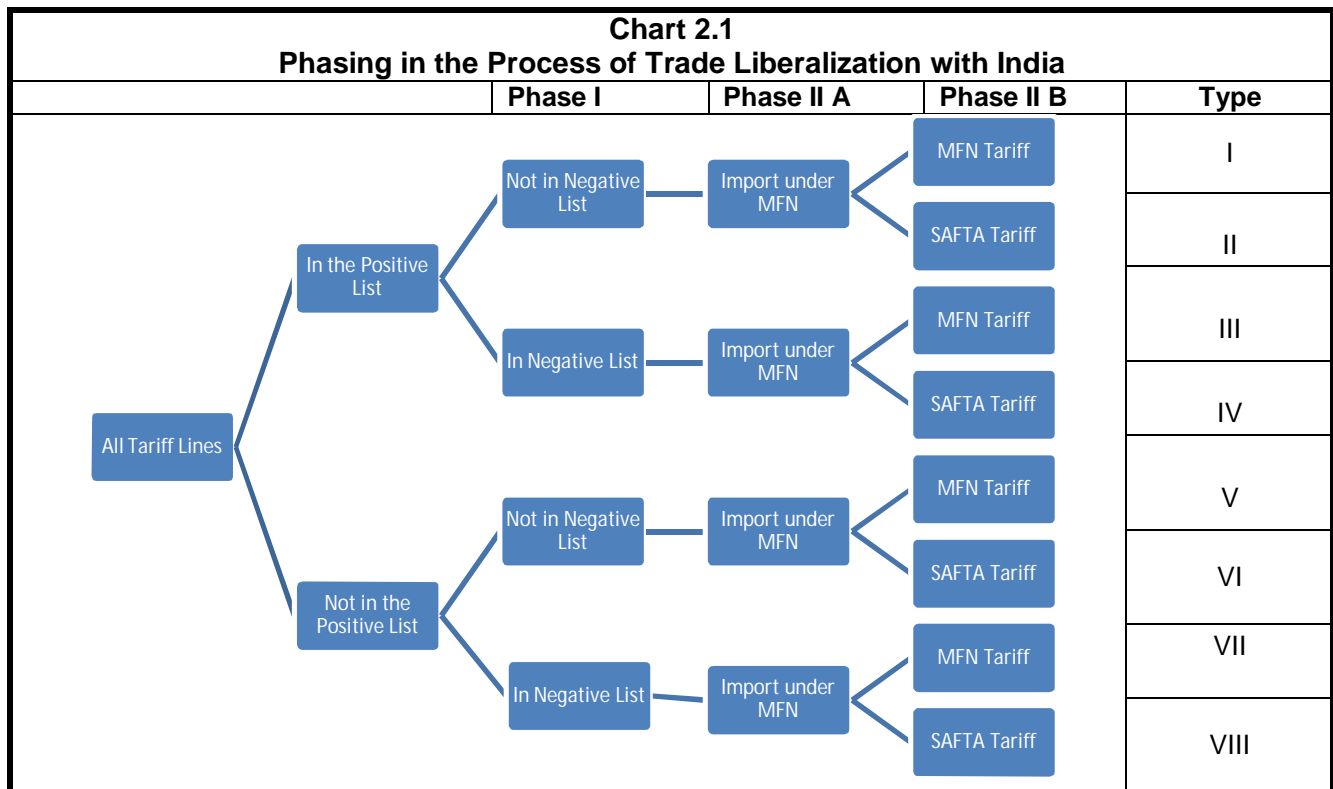 Chart 2.1
Phasing in the Process of Trade Liberalization with India
Phase I Phase II A Phase II B Type
MFN Tariff
I
Not in Negative
List
Import under
MFN
SAFTA Tariff
II
In the Positive
List
MFN Tariff
III
In Negative List
Import under
MFN
SAFTA Tariff
IV
All Tariff Lines
MFN Tariff
V
Not in Negative
List
Import under
MFN
SAFTA Tariff
VI
Not in the
Positive List
MFN Tariff
VII
In Negative List
Import under
MFN
SAFTA Tariff
VIII